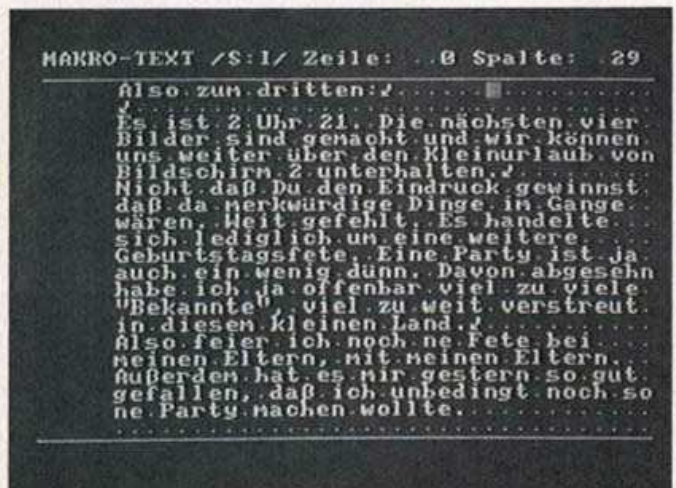 MAKRO-TEXT /S:1/ Zeile: ..0 Spalte: .29
Also zum dritten:
Es ist 2 Uhr 21. Die nächsten vier
Bilder sind gemacht und wir können
uns weiter über den Kleinurlaub von
Bildschirm 2 unterhalten.
Nicht daß Du den Eindruck gewinnst
daß da merkwürdige Dinge im Gange
wären. Weit gefehlt. Es handelte
sich lediglich um eine weitere
Geburtstagsfete. Eine Party ist ja
auch ein wenig dünn. Davon abgesehn
habe ich ja offenbar viel zu viele
"Bekannte", viel zu weit verstreut
in diesem kleinen Land.
Also feier ich noch ne Fete bei
meinen Eltern, mit meinen Eltern.
Außerdem hat es mir gestern so gut
gefallen, daß ich unbedingt noch so
ne Party machen wollte.